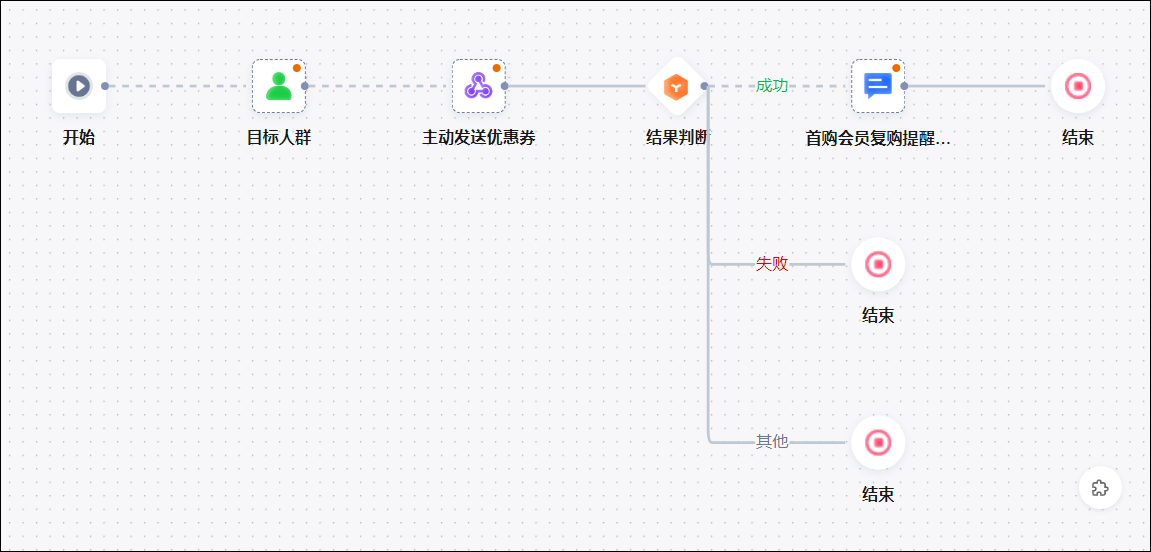 成功
开始
目标人群
主动发送优惠券
结果判断
首购会员复购提醒...
结束
失败
结束
其他
结束